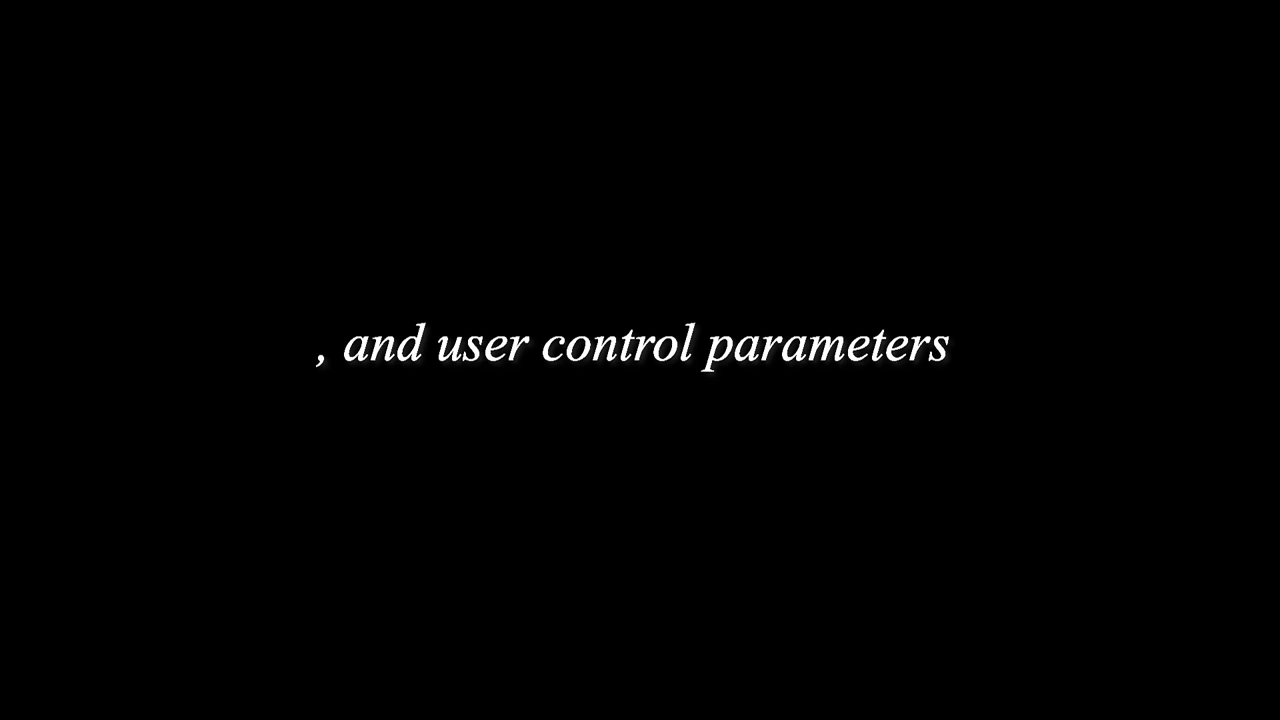 , and user control parameters